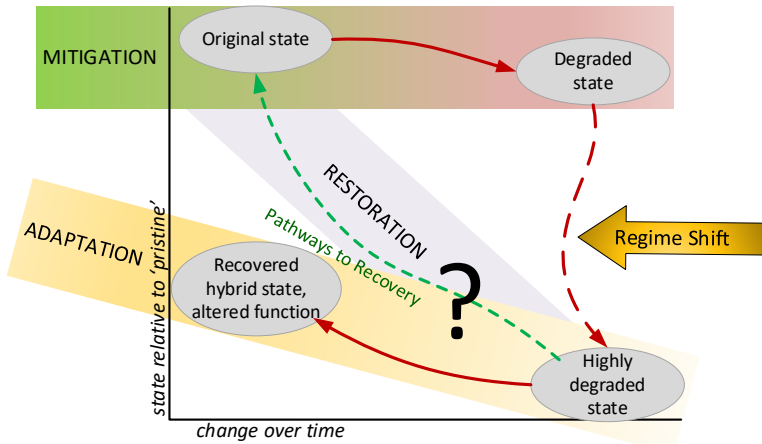 MITIGATION
Original state
Degraded
state
RESTORATION
Pathways to Recovery
Regime Shift
ADAPTATION
Recovered
hybrid state,
altered function
?
Highly
degraded
state
state relative to ‘pristine’
change over time